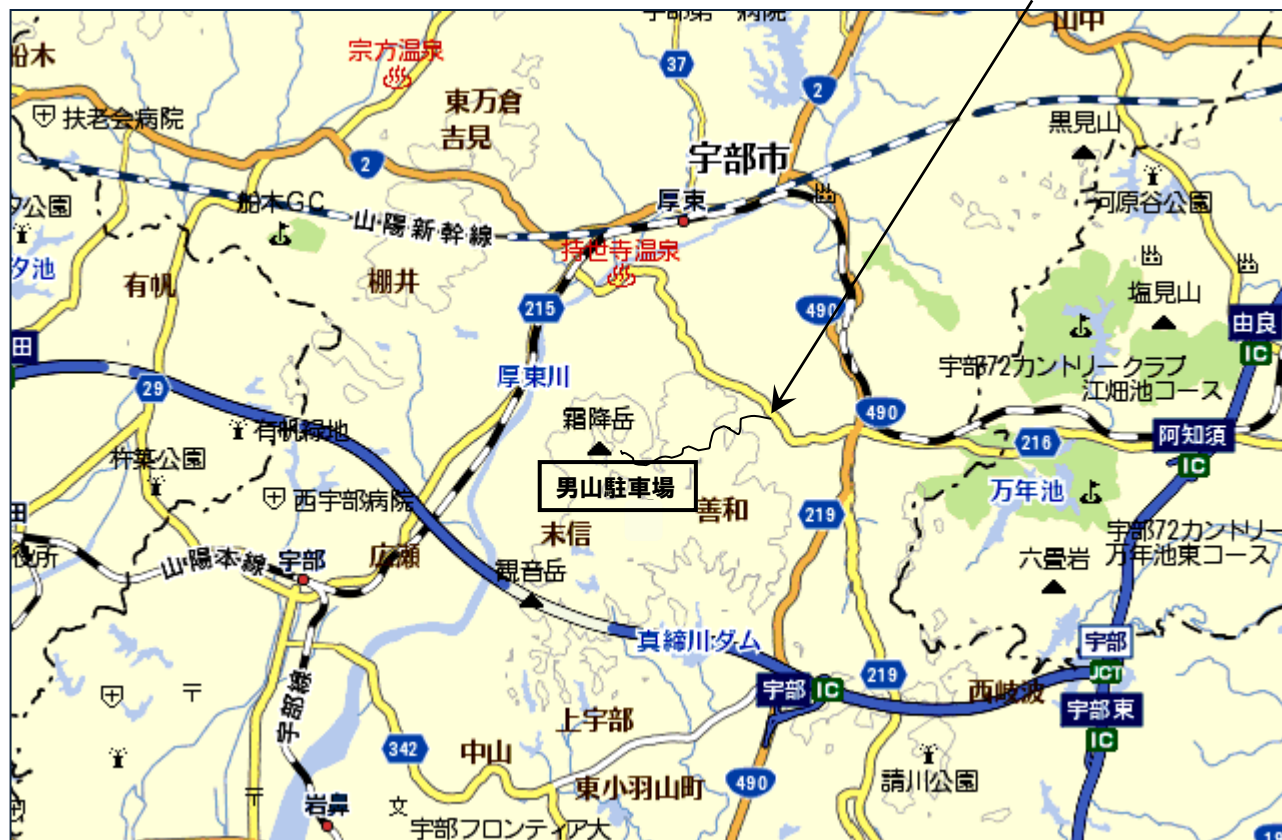 山中
船木
宗方温泉
37
2
東万倉
吉見
扶老会病院
黒見山
宇部市
2
河原谷公園
厚東
船木GC
山陽新幹線
持世寺温泉
有帆
棚井
215
490
塩見山
由良
IC
宇部72カントリークラブ
江畑池コース
厚東川
29
霜降岳
490
有帆緑地
216
阿知須
IC
杵築公園
男山駐車場
西宇部病院
善和
219
万年池
末信
宇部72カントリー
万年池東コース
山陽本線
宇部
広瀬
観音岳
六畳岩
真締川ダム
宇部
JCT
宇部
IC
219
西岐波
宇部東
IC
宇部線
上宇部
342
中山
東小羽山町
490
請川公園
岩鼻
文
宇部フロンティア大